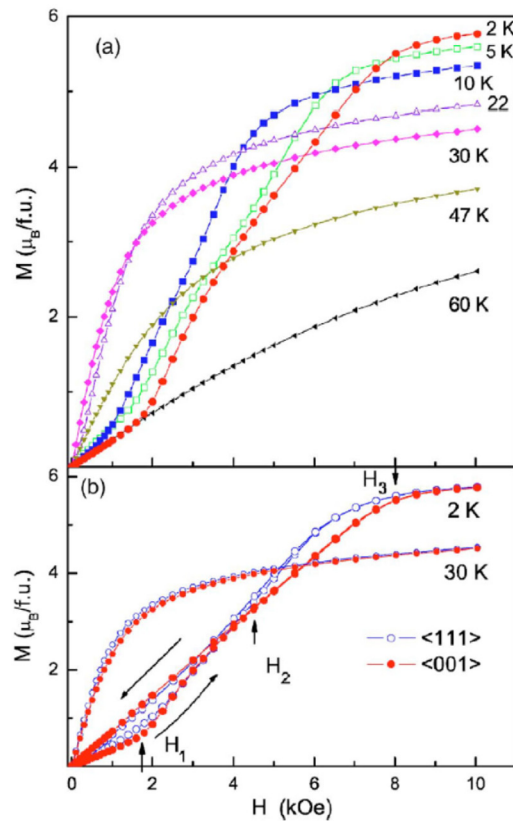 (a)
6
4
2
M (μB/f.u.)
2 K
5 K
10 K
22
30 K
47 K
60 K
(b)
6
4
2
0
M (μB/f.u.)
H3
2 K
30 K
<111>
<001>
H2
H1
0 2 4 6 8 10
H (kOe)